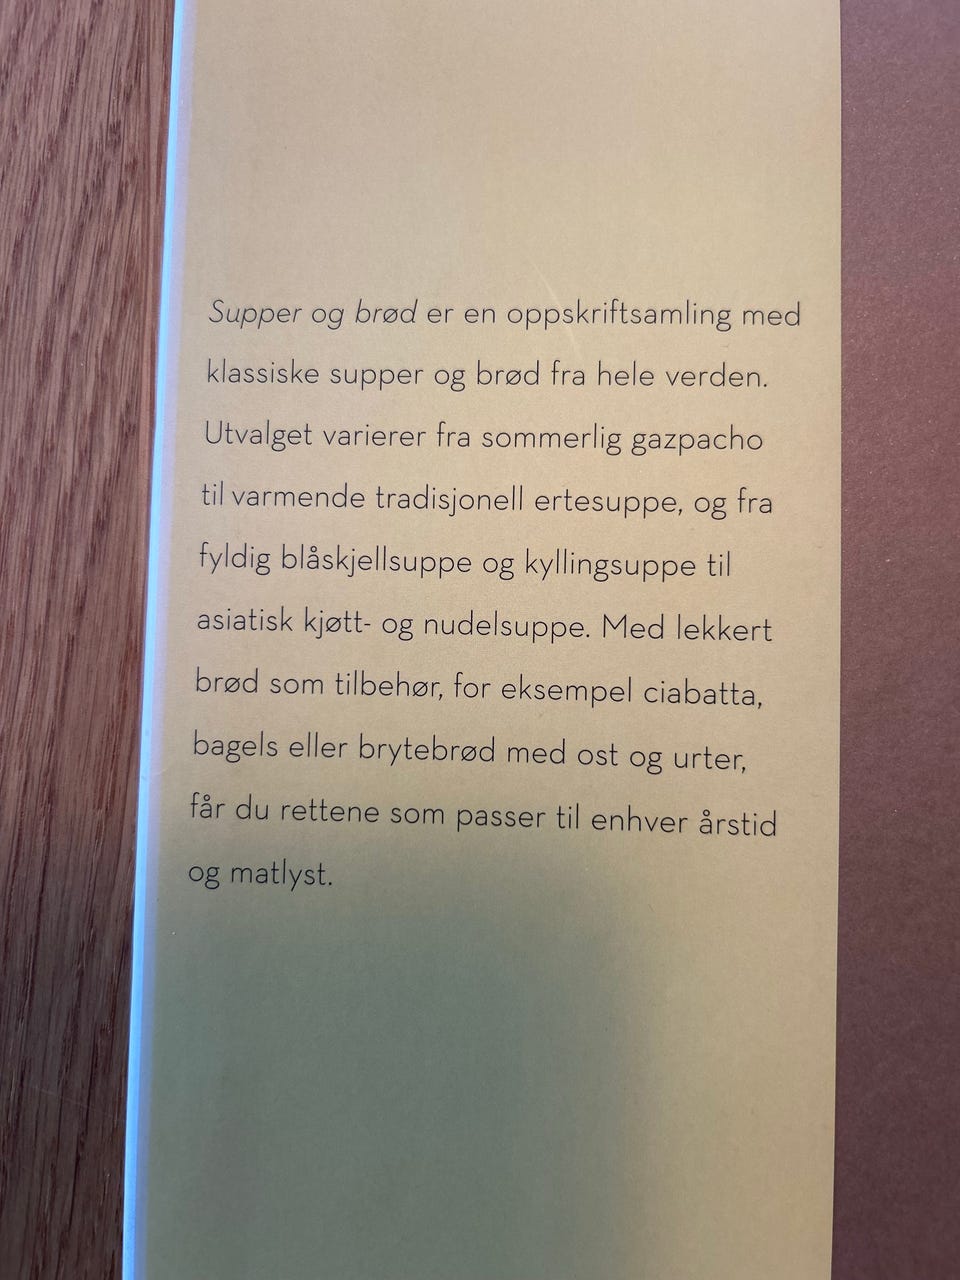 Supper og brød er en oppskriftsamling med
klassiske supper og brød fra hele verden.
Utvalget varierer fra sommerlig gazpacho
til varmende tradisjonell ertesuppe, og fra
fyldig blåskjellsuppe og kyllingsuppe til
asiatisk kjøtt- og nudelsuppe. Med lekkert
brød som tilbehør, for eksempel ciabatta,
bagels eller brytebrød med ost og urter,
får du rettene som passer til enhver årstid
og matlyst.